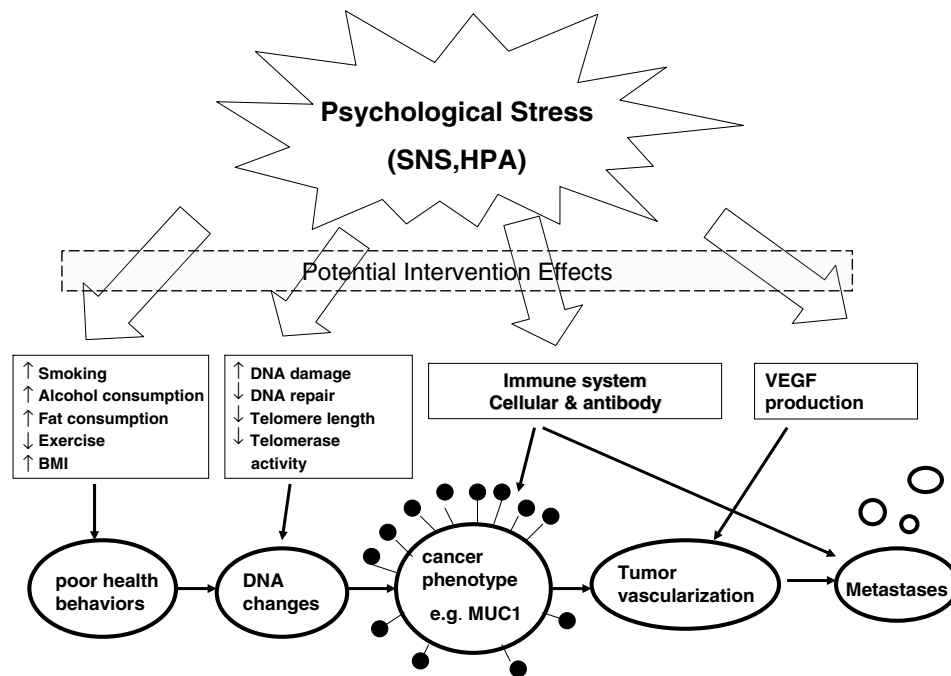 Psychological Stress
(SNS,HPA)
Potential Intervention Effects
↑ Smoking
↑ Alcohol consumption
↑ Fat consumption
↓ Exercise
↑ BMI
↑ DNA damage
↓ DNA repair
↓ Telomere length
↓ Telomerase
activity
Immune system
Cellular & antibody
VEGF
production
poor health
behaviors
DNA
changes
cancer
phenotype
e.g. MUC1
Tumor
vascularization
Metastases